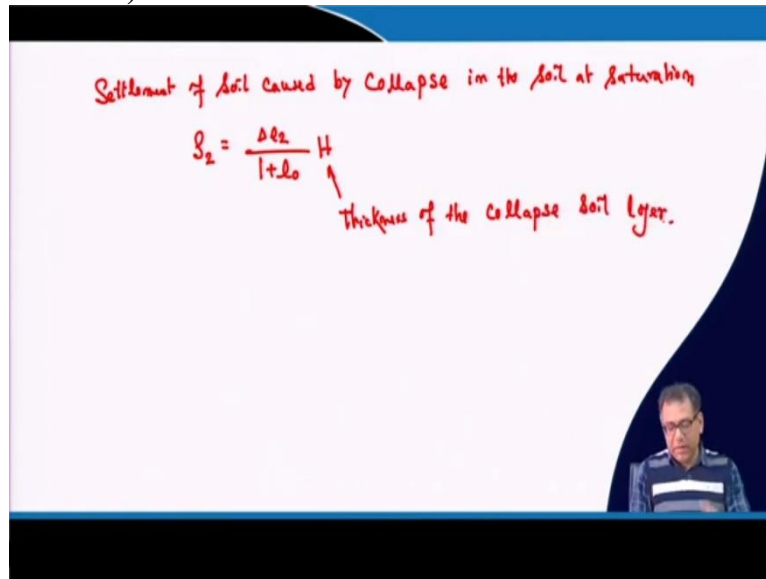 Settlement of Soil caused by Collapse in the Soil at Saturation
S₂ = Δe₂ / 1+e₀ H
thickness of the collapse soil layer.